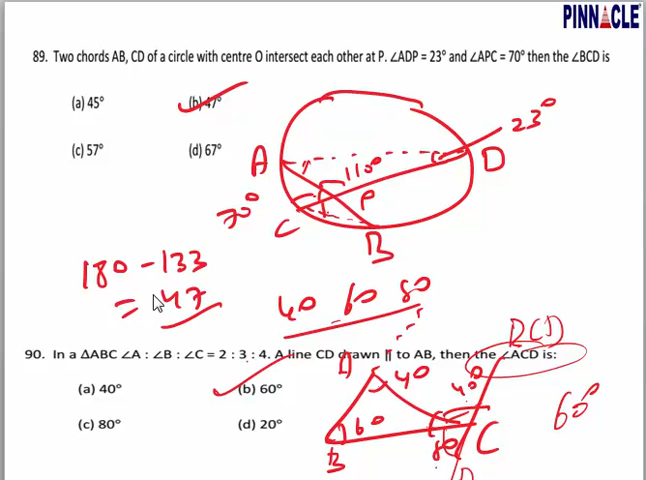 PINNACLE
89. Two chords AB, CD of a circle with centre O intersect each other at P. ∠ADP = 23° and ∠APC = 70° then the ∠BCD is
(a) 45°
(b) 47°
(c) 57°
(d) 67°
23°
A
110°
D
70°
C
P
B
180 - 133
= 47
40 60 80
90. In a ΔABC ∠A : ∠B : ∠C = 2 : 3 : 4. A line CD drawn || to AB, then the ∠ACD is:
(a) 40°
(b) 60°
(c) 80°
(d) 20°
40
40°
60
60°
80
B
C